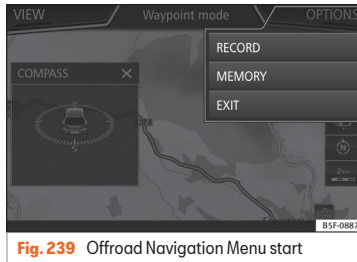 VIEW
Waypoint mode
OPTIONS
RECORD
MEMORY
EXIT
COMPASS
S
N
B5F-0887
Fig. 239 Offroad Navigation Menu start